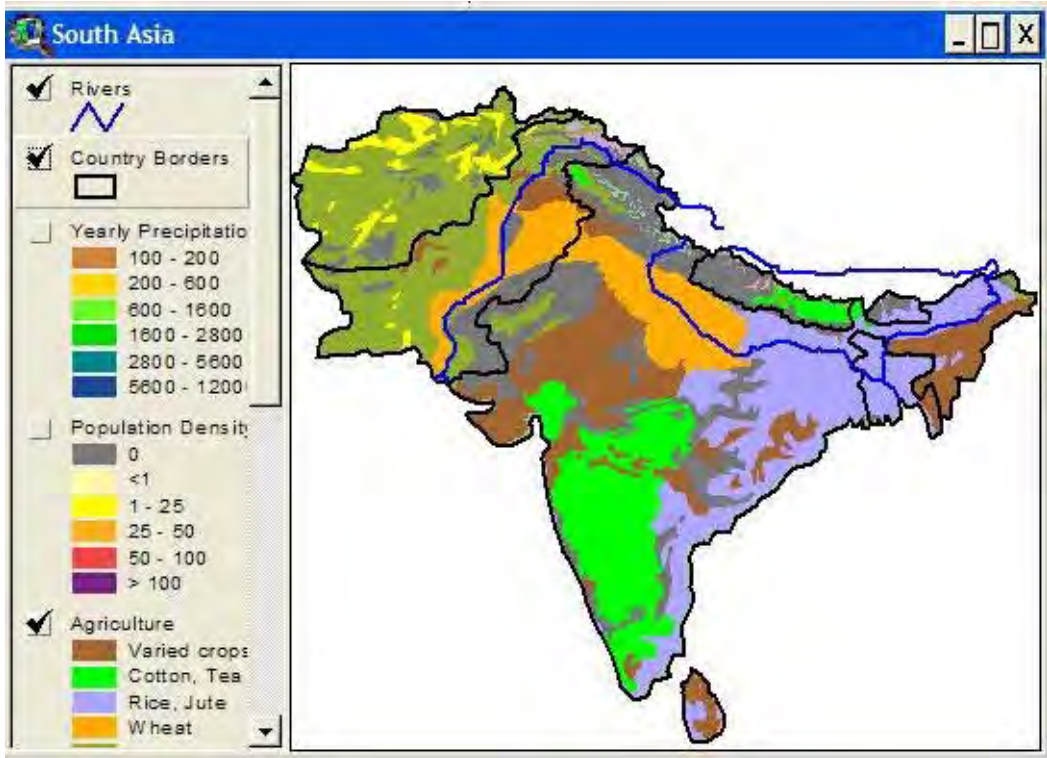 South Asia
Rivers
Country Borders
Yearly Precipitatio
100 - 200
200 - 600
600 - 1600
1600 - 2800
2800 - 5600
5600 - 1200
Population Densit
0
<1
1 - 25
25 - 50
50 - 100
> 100
Agriculture
Varied crops
Cotton, Tea
Rice, Jute
Wheat